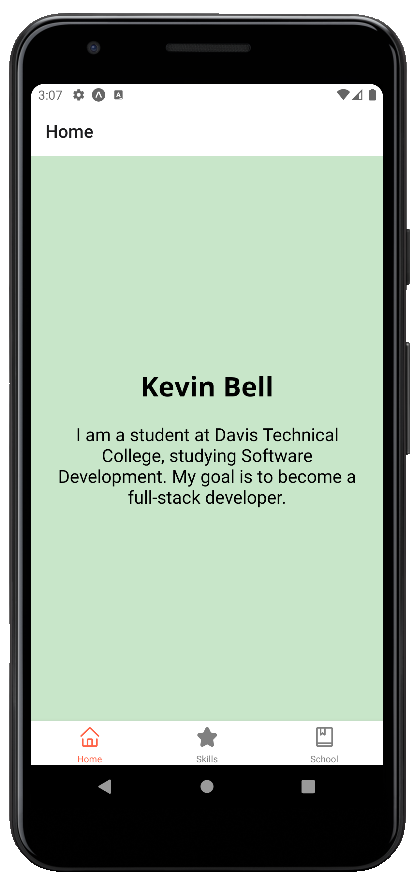 3:07
Home
Kevin Bell
I am a student at Davis Technical
College, studying Software
Development. My goal is to become a
full-stack developer.
Home Skills School